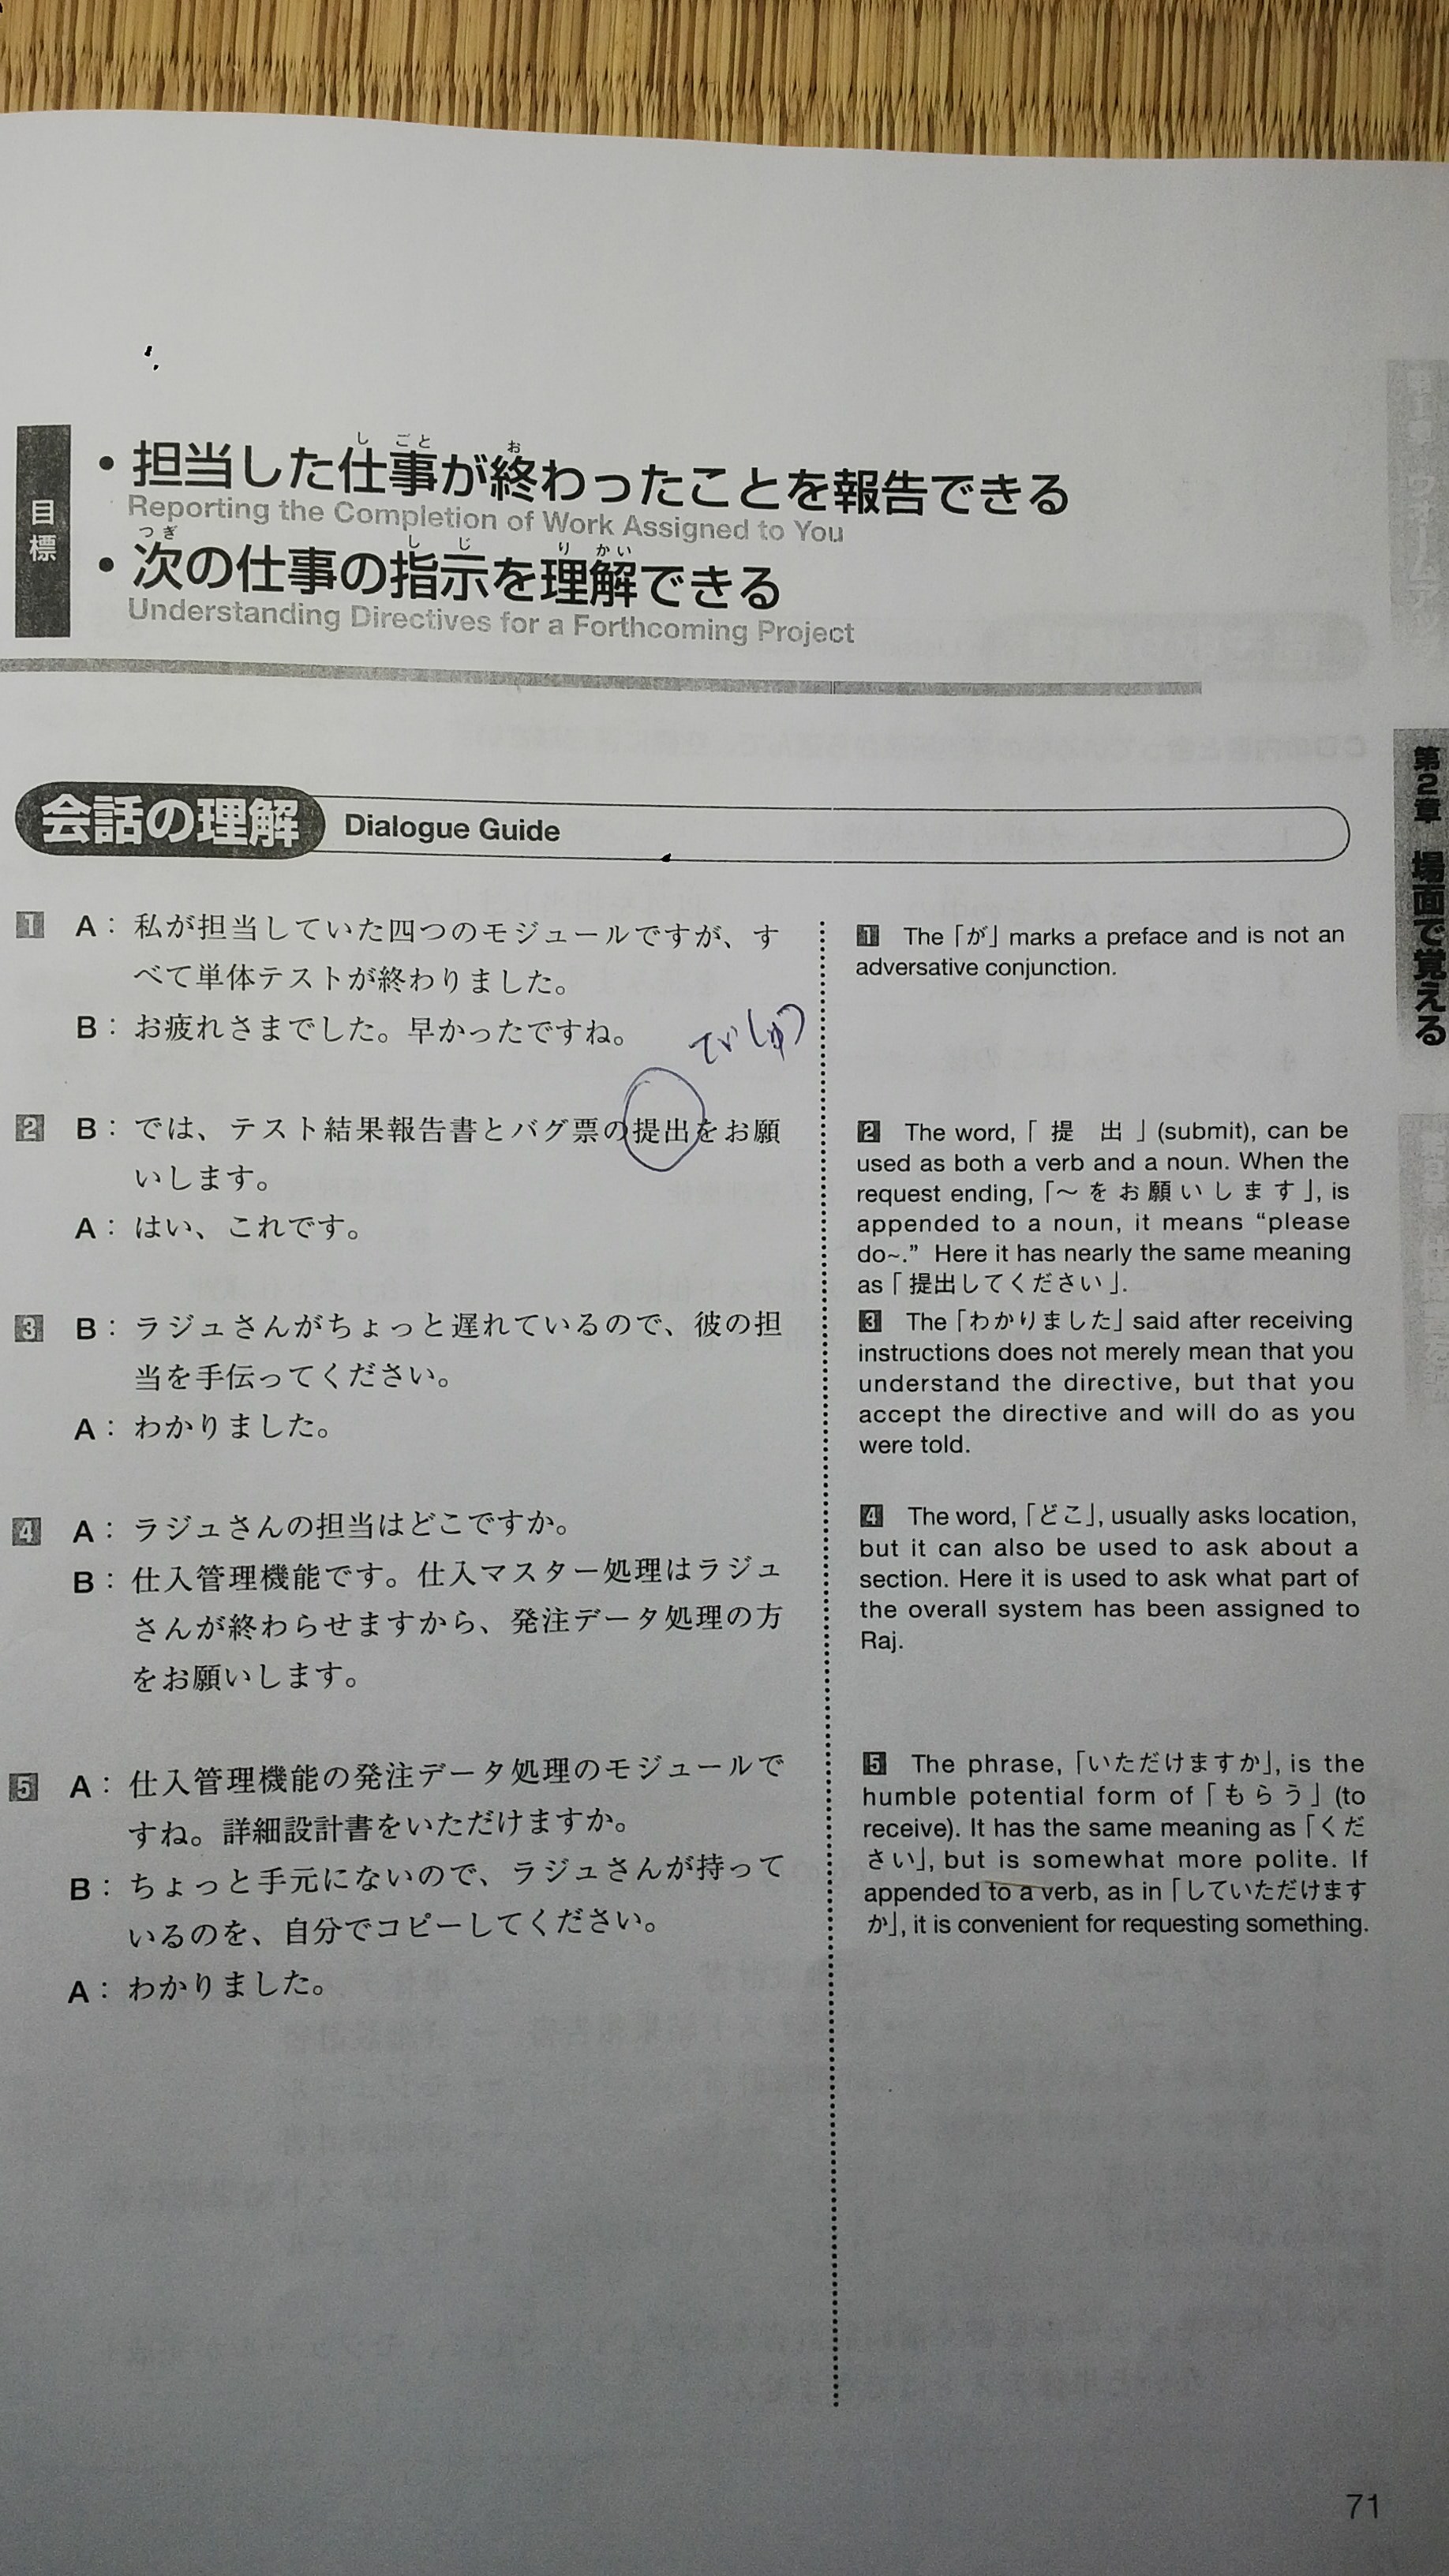 目標
・担当した仕事が終わったことを報告できる
Reporting the Completion of Work Assigned to You
・次の仕事の指示を理解できる
Understanding Directives for a Forthcoming Project
会話の理解 Dialogue Guide
1 A：私が担当していた四つのモジュールですが、す
べて単体テストが終わりました。
B：お疲れさまでした。早かったですね。
2 B：では、テスト結果報告書とバグ票の提出をお願
いします。
A：はい、これです。
3 B：ラジュさんがちょっと遅れているので、彼の担
当を手伝ってください。
A：わかりました。
4 A：ラジュさんの担当はどこですか。
B：仕入管理機能です。仕入マスター処理はラジュ
さんが終わらせますから、発注データ処理の方
をお願いします。
5 A：仕入管理機能の発注データ処理のモジュールで
すね。詳細設計書をいただけますか。
B：ちょっと手元にないので、ラジュさんが持って
いるのを、自分でコピーしてください。
A：わかりました。
1 The「が」marks a preface and is not an
adversative conjunction.
2 The word,「提 出」(submit), can be
used as both a verb and a noun. When the
request ending,「～をお願いします」, is
appended to a noun, it means “please
do~.” Here it has nearly the same meaning
as「提出してください」.
3 The「わかりました」said after receiving
instructions does not merely mean that you
understand the directive, but that you
accept the directive and will do as you
were told.
4 The word,「どこ」, usually asks location,
but it can also be used to ask about a
section. Here it is used to ask what part of
the overall system has been assigned to
Raj.
5 The phrase,「いただけますか」, is the
humble potential form of「もらう」(to
receive). It has the same meaning as「くだ
さい」, but is somewhat more polite. If
appended to a verb, as in「していただけます
か」, it is convenient for requesting something.
第2章 場面で覚える
71